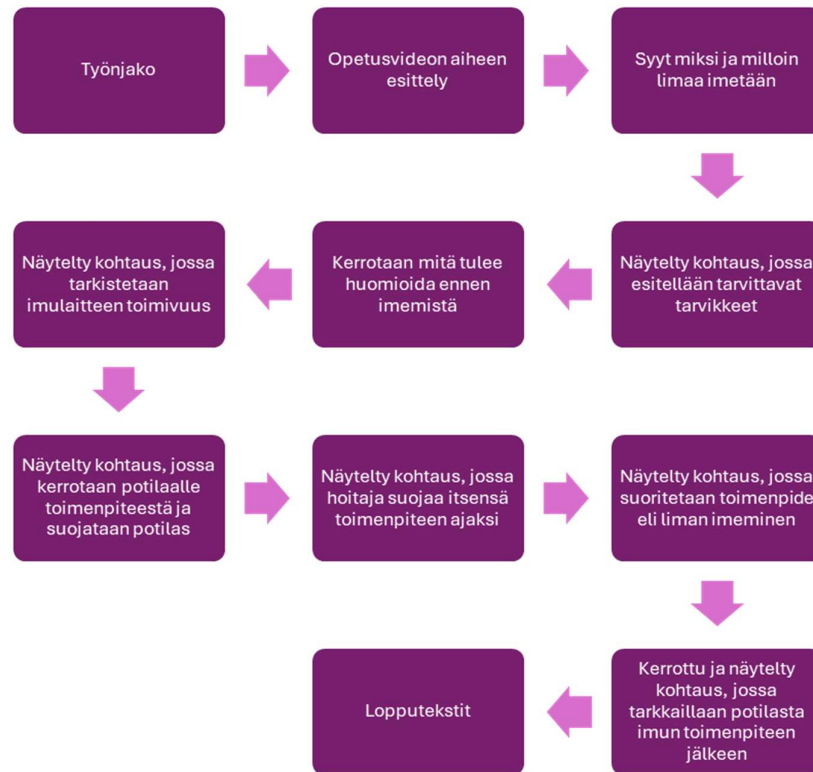 Työnjako
Opetusvideon aiheen
esittely
Syyt miksi ja milloin
limaa imetään
Näytelty kohtaus, jossa
esitellään tarvittavat
tarvikkeet
Kerrotaan mitä tulee
huomioida ennen
imemistä
Näytelty kohtaus, jossa
tarkistetaan
imulaitteen toimivuus
Näytelty kohtaus, jossa
kerrotaan potilaalle
toimenpiteestä ja
suojataan potilas
Näytelty kohtaus, jossa
hoitaja suojaa itsensä
toimenpiteen ajaksi
Näytelty kohtaus, jossa
suoritetaan toimenpide
eli liman imeminen
Kerrottu ja näytelty
kohtaus, jossa
tarkkaillaan potilasta
imun toimenpiteen
jälkeen
Lopputekstit